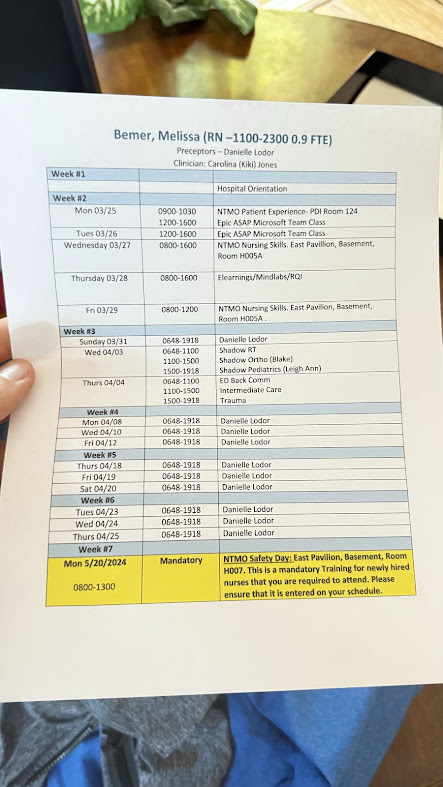 Bemer, Melissa (RN –1100-2300 0.9 FTE)
Preceptors – Danielle Lodor
Clinician: Carolina (Kiki) Jones
Week #1
Hospital Orientation
Week #2
Mon 03/25 0900-1030 NTMO Patient Experience- PDI Room 124
1200-1600 Epic ASAP Microsoft Team Class
Tues 03/26 1200-1600 Epic ASAP Microsoft Team Class
Wednesday 03/27 0800-1600 NTMO Nursing Skills. East Pavillion, Basement,
Room H005A
Thursday 03/28 0800-1600 Elearnings/Mindlabs/RQI
Fri 03/29 0800-1200 NTMO Nursing Skills. East Pavillion, Basement,
Room H005A .
Week #3
Sunday 03/31 0648-1918 Danielle Lodor
Wed 04/03 0648-1100 Shadow RT
1100-1500 Shadow Ortho (Blake)
1500-1918 Shadow Pediatrics (Leigh Ann)
Thurs 04/04 0648-1100 ED Back Comm
1100-1500 Intermediate Care
1500-1918 Trauma
Week #4
Mon 04/08 0648-1918 Danielle Lodor
Wed 04/10 0648-1918 Danielle Lodor
Fri 04/12 0648-1918 Danielle Lodor
Week #5
Thurs 04/18 0648-1918 Danielle Lodor
Fri 04/19 0648-1918 Danielle Lodor
Sat 04/20 0648-1918 Danielle Lodor
Week #6
Tues 04/23 0648-1918 Danielle Lodor
Wed 04/24 0648-1918 Danielle Lodor
Thurs 04/25 0648-1918 Danielle Lodor
Week #7
Mon 5/20/2024 Mandatory NTMO Safety Day: East Pavilion, Basement, Room
H007. This is a mandatory Training for newly hired
0800-1300 nurses that you are required to attend. Please
ensure that it is entered on your schedule.